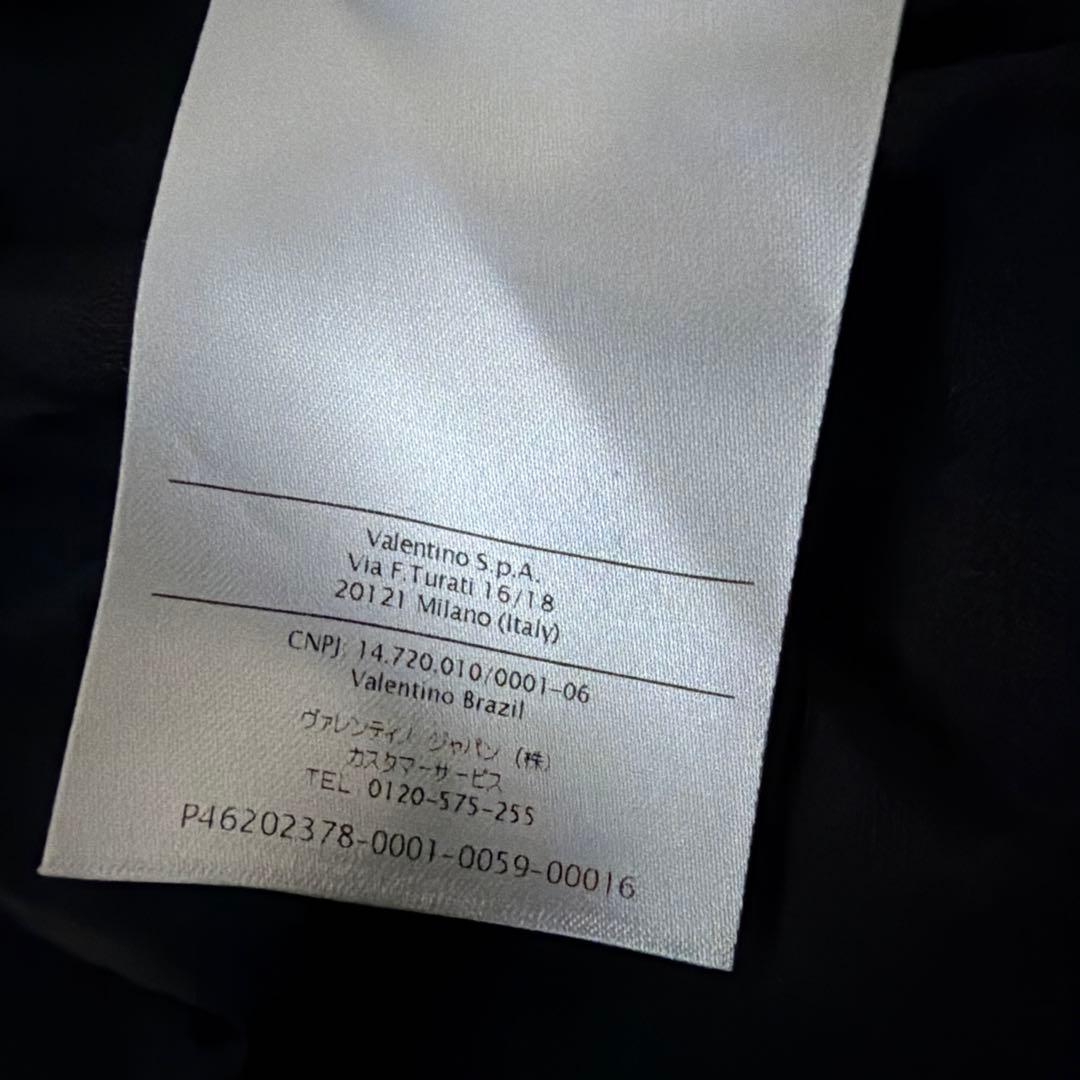 Valentino S.p.A.
Via F.Turati 16/18
20121 Milano (Italy)
CNPJ: 14.720.010/0001-06
Valentino Brazil
ヴァレンティノ ジャパン (株)
カスタマーサービス
TEL 0120-575-255
P46202378-0001-0059-00016